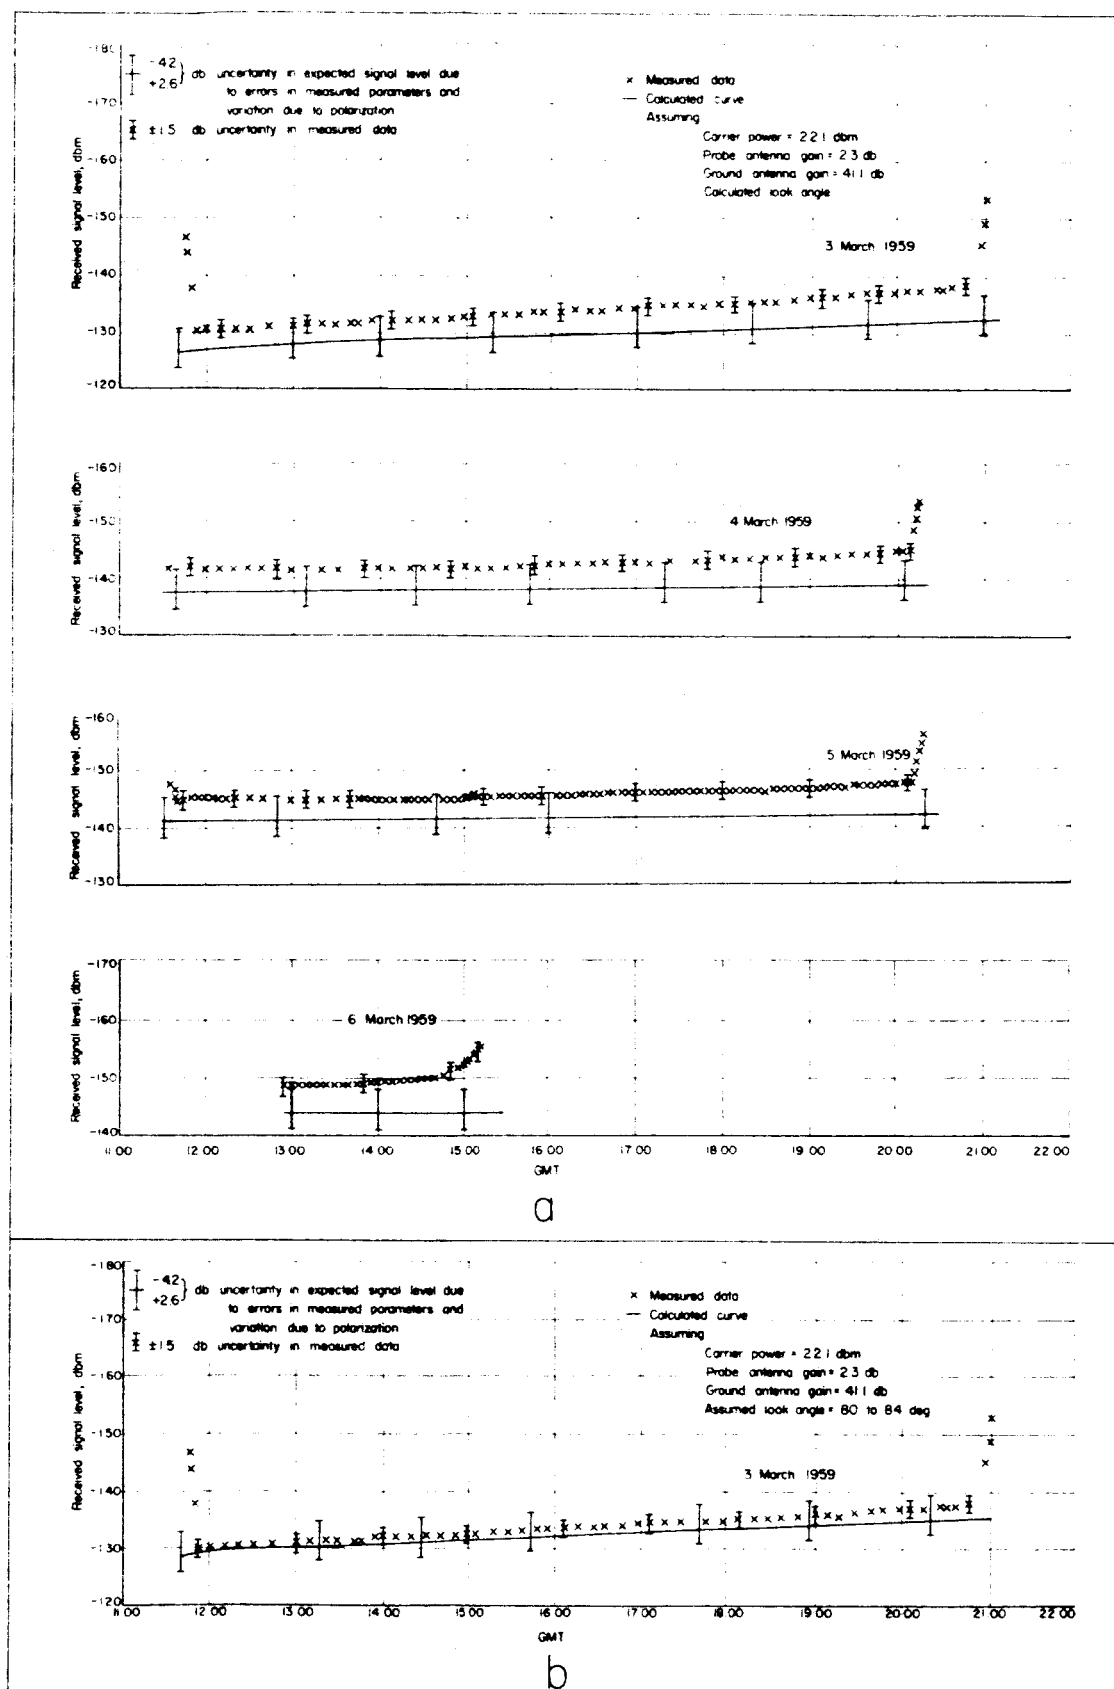 -180
-4.2
+2.6
} db uncertainty in expected signal level due
to errors in measured parameters and
variation due to polarization
±1.5 db uncertainty in measured data
× Measured data
— Calculated curve
Assuming
Carrier power = 22.1 dbm
Probe antenna gain = 2.3 db
Ground antenna gain = 41.1 db
Calculated look angle
Received signal level, dbm
-170
-160
-150
3 March 1959
-140
-130
-120
Received signal level, dbm
-160
-150
4 March 1959
-140
-130
Received signal level, dbm
-160
5 March 1959
-150
-140
-130
Received signal level, dbm
-170
-160
6 March 1959
-150
-140
11:00 12:00 13:00 14:00 15:00 16:00 17:00 18:00 19:00 20:00 21:00 22:00
GMT
a
-180
-4.2
+2.6
} db uncertainty in expected signal level due
to errors in measured parameters and
variation due to polarization
±1.5 db uncertainty in measured data
× Measured data
— Calculated curve
Assuming
Carrier power = 22.1 dbm
Probe antenna gain = 2.3 db
Ground antenna gain = 41.1 db
Assumed look angle = 80 to 84 deg
Received signal level, dbm
-170
-160
-150
3 March 1959
-140
-130
-120
11:00 12:00 13:00 14:00 15:00 16:00 17:00 18:00 19:00 20:00 21:00 22:00
GMT
b